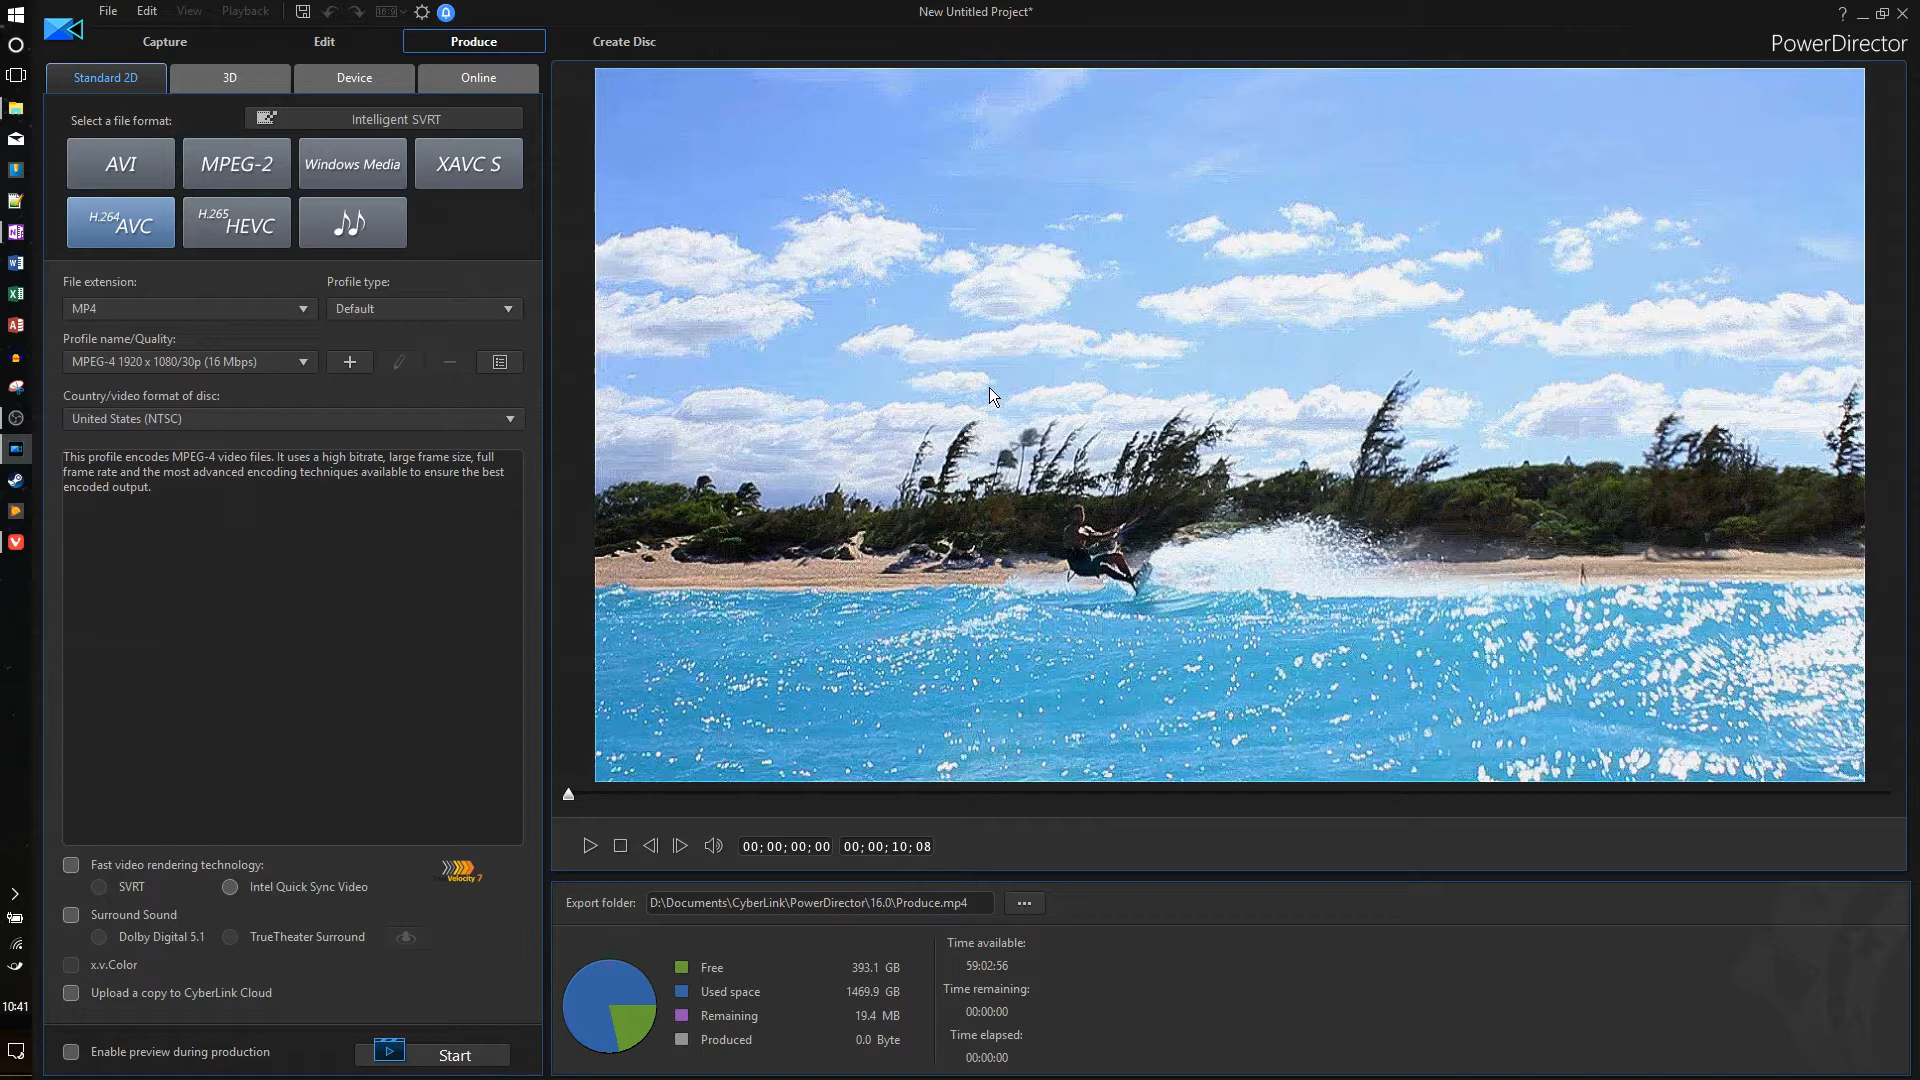 File Edit View Playback 16:9 New Untitled Project* ?
Capture Edit Produce Create Disc PowerDirector
Standard 2D 3D Device Online
Select a file format: Intelligent SVRT
AVI MPEG-2 Windows Media XAVC S
H.264 AVC H.265 HEVC
File extension: Profile type:
MP4 Default
Profile name/Quality:
MPEG-4 1920 x 1080/30p (16 Mbps)
Country/video format of disc:
United States (NTSC)
This profile encodes MPEG-4 video files. It uses a high bitrate, large frame size, full
frame rate and the most advanced encoding techniques available to ensure the best
encoded output.
Fast video rendering technology:
Velocity 7
SVRT Intel Quick Sync Video
Surround Sound
Dolby Digital 5.1 TrueTheater Surround
x.v.Color
Upload a copy to CyberLink Cloud
Enable preview during production Start
00; 00; 00; 00 00; 00; 10; 08
Export folder: D:\Documents\CyberLink\PowerDirector\16.0\Produce.mp4 ...
Free 393.1 GB
Used space 1469.9 GB
Remaining 19.4 MB
Produced 0.0 Byte
Time available:
59:02:56
Time remaining:
00:00:00
Time elapsed:
00:00:00
10:41